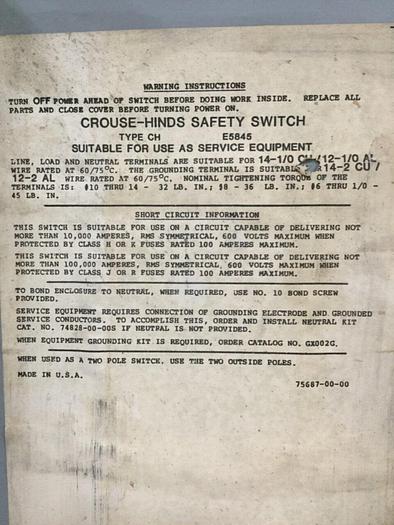 WARNING INSTRUCTIONS
TURN OFF POWER AHEAD OF SWITCH BEFORE DOING WORK INSIDE. REPLACE ALL
PARTS AND CLOSE COVER BEFORE TURNING POWER ON.
CROUSE-HINDS SAFETY SWITCH
TYPE CH E5845
SUITABLE FOR USE AS SERVICE EQUIPMENT
LINE, LOAD AND NEUTRAL TERMINALS ARE SUITABLE FOR 14-1/0 12-1/0 AL
WIRE RATED AT 60/75°C. THE GROUNDING TERMINAL IS SUITABLE 14-2 CU /
12-2 AL WIRE RATED AT 60/75°C. NOMINAL TIGHTENING TORQUE OF THE
TERMINALS IS: #10 THRU 14 - 32 LB. IN.; #8 - 36 LB. IN.; #6 THRU 1/0 -
45 LB. IN.
SHORT CIRCUIT INFORMATION
THIS SWITCH IS SUITABLE FOR USE ON A CIRCUIT CAPABLE OF DELIVERING NOT
MORE THAN 10,000 AMPERES, RMS SYMMETRICAL, 600 VOLTS MAXIMUM WHEN
PROTECTED BY CLASS H OR K FUSES RATED 100 AMPERES MAXIMUM.
THIS SWITCH IS SUITABLE FOR USE ON A CIRCUIT CAPABLE OF DELIVERING NOT
MORE THAN 100,000 AMPERES, RMS SYMMETRICAL, 600 VOLTS MAXIMUM WHEN
PROTECTED BY CLASS J OR R FUSES RATED 100 AMPERES MAXIMUM.
TO BOND ENCLOSURE TO NEUTRAL, WHEN REQUIRED, USE NO. 10 BOND SCREW
PROVIDED.
SERVICE EQUIPMENT REQUIRES CONNECTION OF GROUNDING ELECTRODE AND GROUNDED
SERVICE CONDUCTORS. TO ACCOMPLISH THIS, ORDER AND INSTALL NEUTRAL KIT
CAT. NO. 74828-00-00S IF NEUTRAL IS NOT PROVIDED.
WHEN EQUIPMENT GROUNDING KIT IS REQUIRED, ORDER CATALOG NO. GX002G.
WHEN USED AS A TWO POLE SWITCH, USE THE TWO OUTSIDE POLES.
MADE IN U.S.A.
75687-00-00